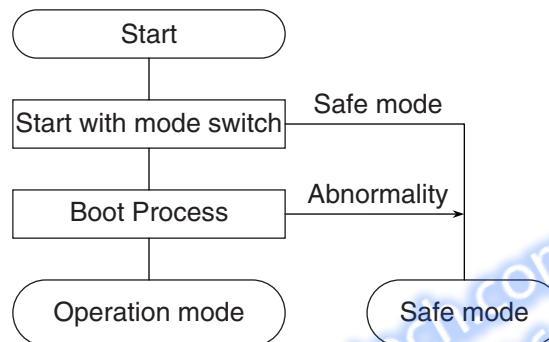 Start
Start with mode switch
Safe mode
Boot Process
Abnormality
Operation mode
Safe mode